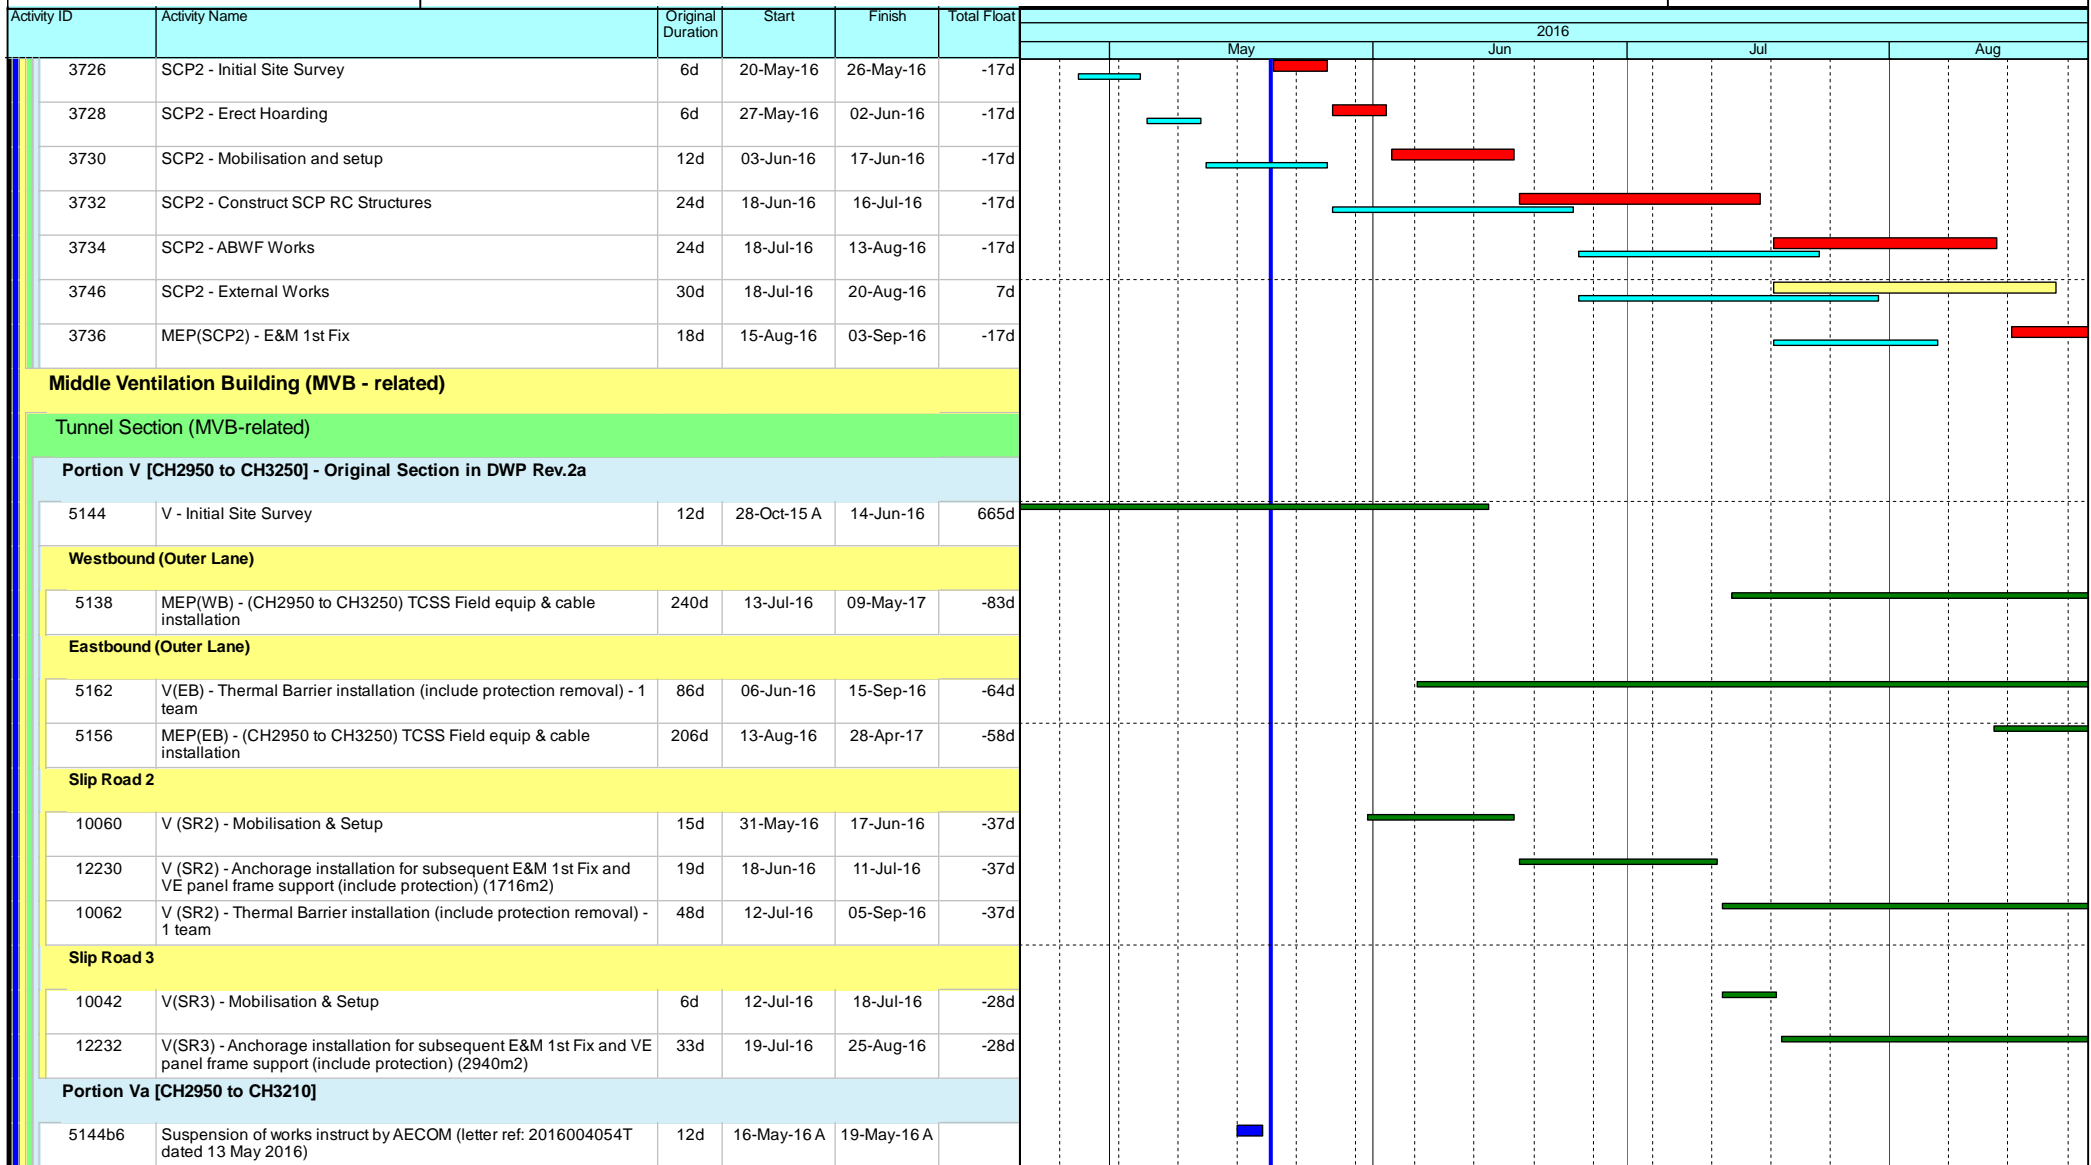 Activity ID Activity Name Original Duration Start Finish Total Float
2016
May Jun Jul Aug
3726 SCP2 - Initial Site Survey 6d 20-May-16 26-May-16 -17d
3728 SCP2 - Erect Hoarding 6d 27-May-16 02-Jun-16 -17d
3730 SCP2 - Mobilisation and setup 12d 03-Jun-16 17-Jun-16 -17d
3732 SCP2 - Construct SCP RC Structures 24d 18-Jun-16 16-Jul-16 -17d
3734 SCP2 - ABWF Works 24d 18-Jul-16 13-Aug-16 -17d
3746 SCP2 - External Works 30d 18-Jul-16 20-Aug-16 7d
3736 MEP(SCP2) - E&M 1st Fix 18d 15-Aug-16 03-Sep-16 -17d
Middle Ventilation Building (MVB - related)
Tunnel Section (MVB-related)
Portion V [CH2950 to CH3250] - Original Section in DWP Rev.2a
5144 V - Initial Site Survey 12d 28-Oct-15 A 14-Jun-16 665d
Westbound (Outer Lane)
5138 MEP(WB) - (CH2950 to CH3250) TCSS Field equip & cable 240d 13-Jul-16 09-May-17 -83d
installation
Eastbound (Outer Lane)
5162 V(EB) - Thermal Barrier installation (include protection removal) - 1 86d 06-Jun-16 15-Sep-16 -64d
team
5156 MEP(EB) - (CH2950 to CH3250) TCSS Field equip & cable 206d 13-Aug-16 28-Apr-17 -58d
installation
Slip Road 2
10060 V (SR2) - Mobilisation & Setup 15d 31-May-16 17-Jun-16 -37d
12230 V (SR2) - Anchorage installation for subsequent E&M 1st Fix and 19d 18-Jun-16 11-Jul-16 -37d
VE panel frame support (include protection) (1716m2)
10062 V (SR2) - Thermal Barrier installation (include protection removal) - 48d 12-Jul-16 05-Sep-16 -37d
1 team
Slip Road 3
10042 V(SR3) - Mobilisation & Setup 6d 12-Jul-16 18-Jul-16 -28d
12232 V(SR3) - Anchorage installation for subsequent E&M 1st Fix and VE 33d 19-Jul-16 25-Aug-16 -28d
panel frame support (include protection) (2940m2)
Portion Va [CH2950 to CH3210]
5144b6 Suspension of works instruct by AECOM (letter ref: 2016004054T 12d 16-May-16 A 19-May-16 A
dated 13 May 2016)